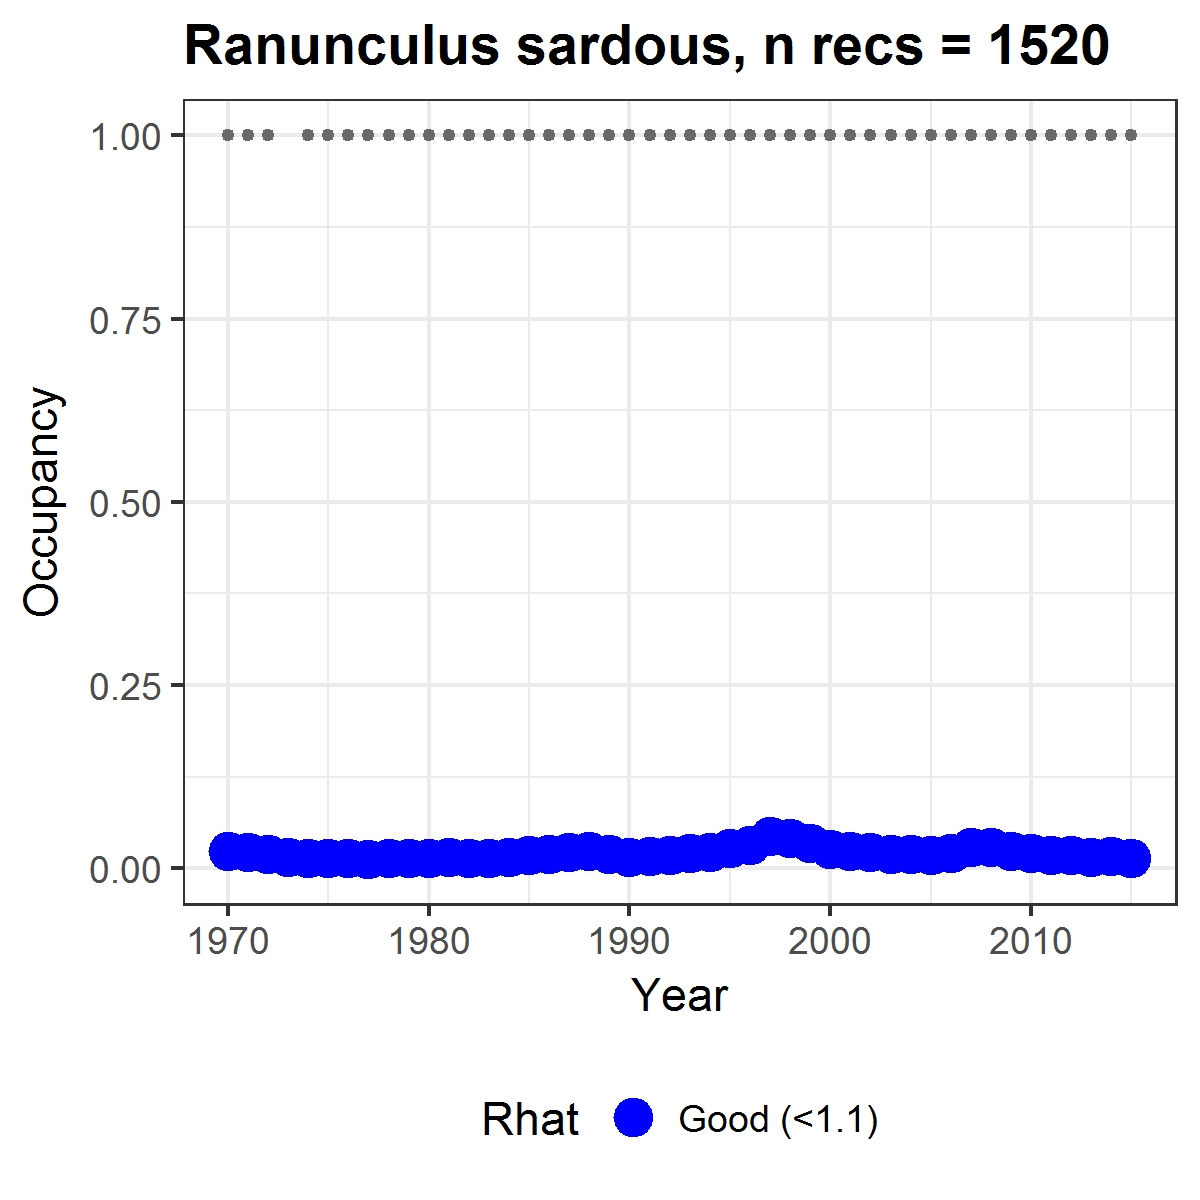 Ranunculus sardous, n recs = 1520
1.00
0.75
0.50
0.25
0.00
Occupancy
1970 1980 1990 2000 2010
Year
Rhat Good (<1.1)